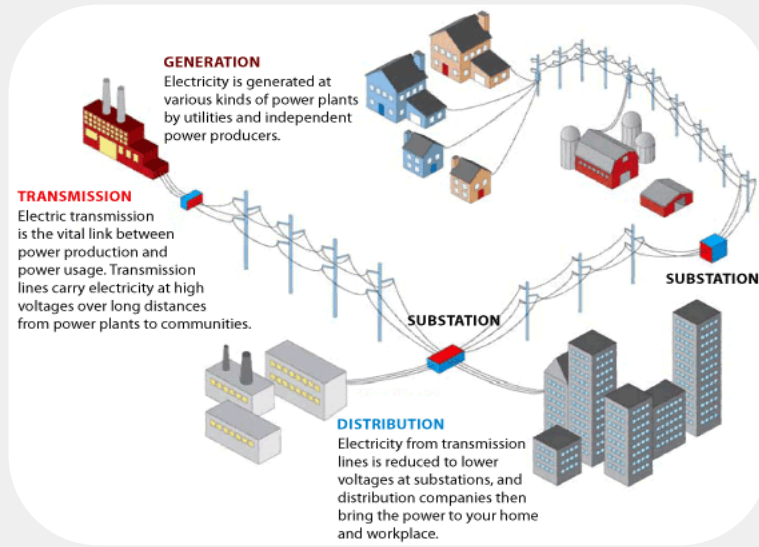 GENERATION
Electricity is generated at
various kinds of power plants
by utilities and independent
power producers.
TRANSMISSION
Electric transmission
is the vital link between
power production and
power usage. Transmission
lines carry electricity at high
voltages over long distances
from power plants to communities.
SUBSTATION
SUBSTATION
DISTRIBUTION
Electricity from transmission
lines is reduced to lower
voltages at substations, and
distribution companies then
bring the power to your home
and workplace.